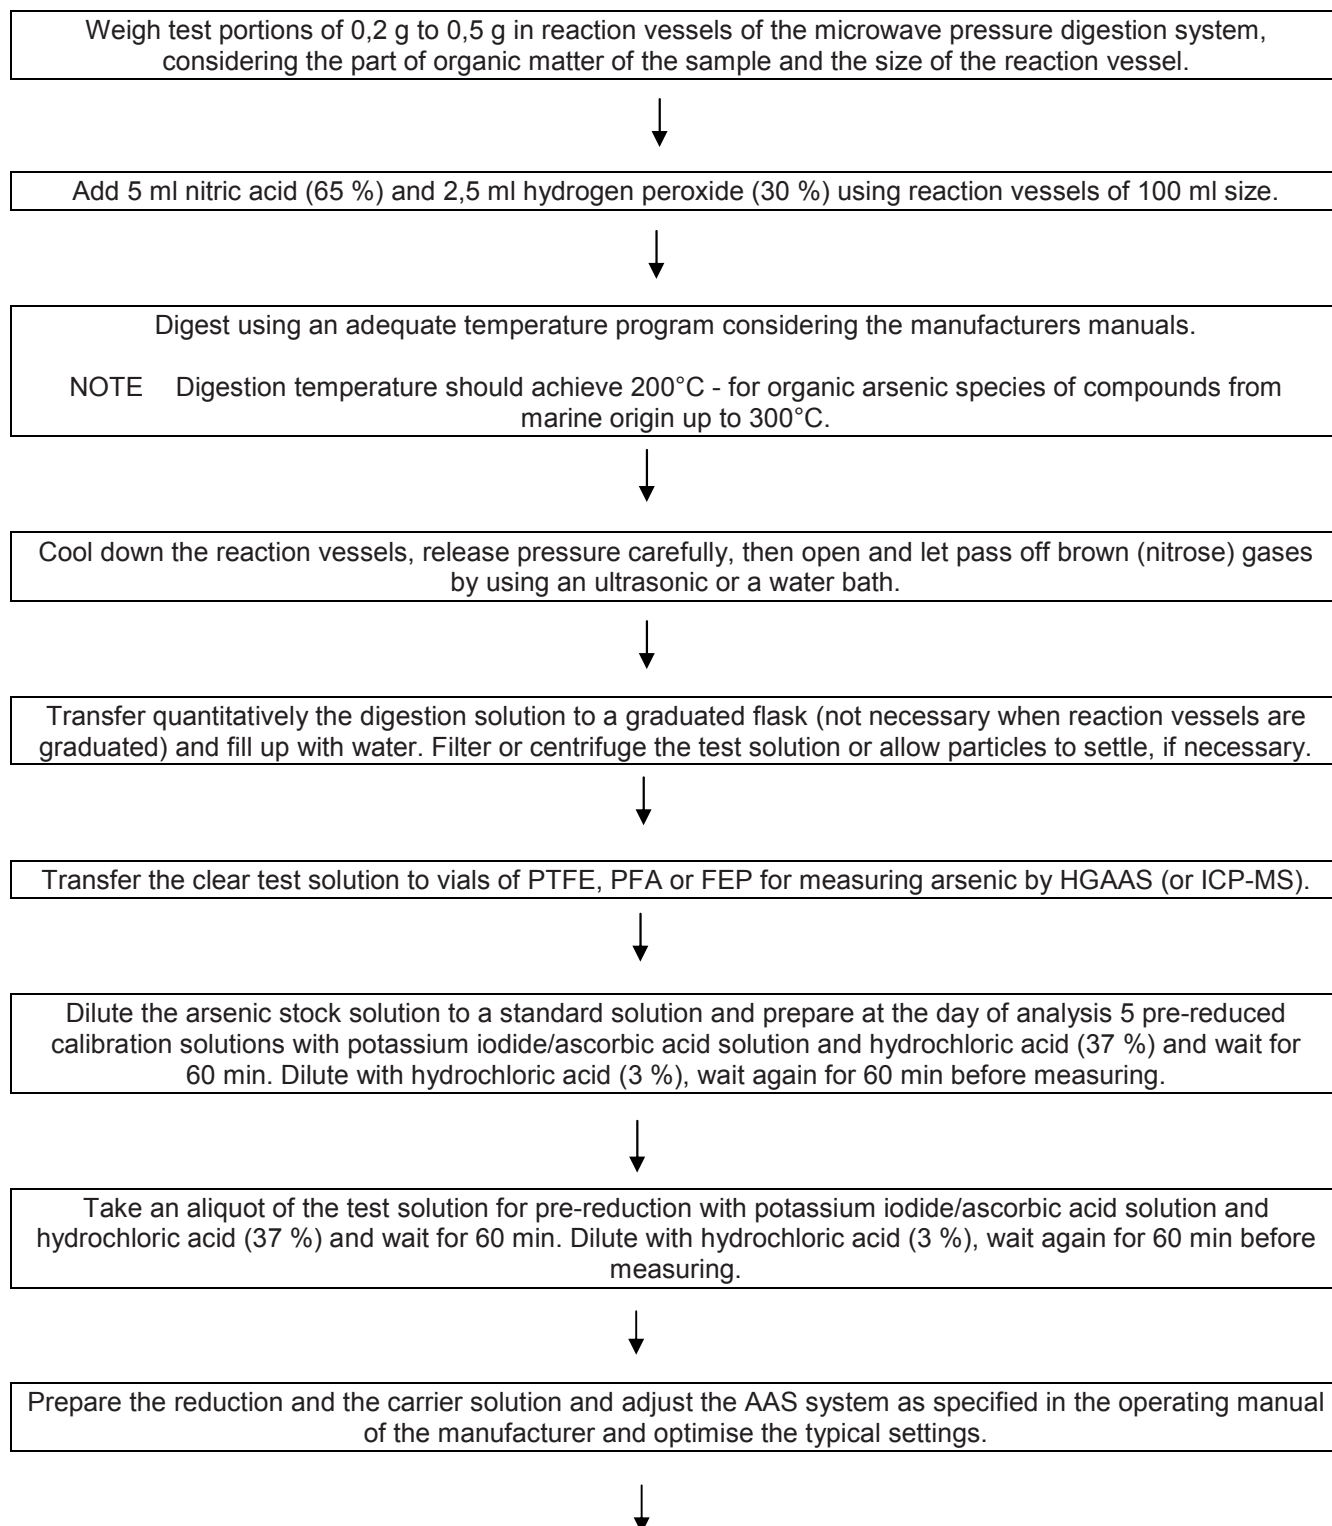 Weigh test portions of 0,2 g to 0,5 g in reaction vessels of the microwave pressure digestion system,
considering the part of organic matter of the sample and the size of the reaction vessel.
Add 5 ml nitric acid (65 %) and 2,5 ml hydrogen peroxide (30 %) using reaction vessels of 100 ml size.
Digest using an adequate temperature program considering the manufacturers manuals.
NOTE Digestion temperature should achieve 200°C - for organic arsenic species of compounds from
marine origin up to 300°C.
Cool down the reaction vessels, release pressure carefully, then open and let pass off brown (nitrose) gases
by using an ultrasonic or a water bath.
Transfer quantitatively the digestion solution to a graduated flask (not necessary when reaction vessels are
graduated) and fill up with water. Filter or centrifuge the test solution or allow particles to settle, if necessary.
Transfer the clear test solution to vials of PTFE, PFA or FEP for measuring arsenic by HGAAS (or ICP-MS).
Dilute the arsenic stock solution to a standard solution and prepare at the day of analysis 5 pre-reduced
calibration solutions with potassium iodide/ascorbic acid solution and hydrochloric acid (37 %) and wait for
60 min. Dilute with hydrochloric acid (3 %), wait again for 60 min before measuring.
Take an aliquot of the test solution for pre-reduction with potassium iodide/ascorbic acid solution and
hydrochloric acid (37 %) and wait for 60 min. Dilute with hydrochloric acid (3 %), wait again for 60 min before
measuring.
Prepare the reduction and the carrier solution and adjust the AAS system as specified in the operating manual
of the manufacturer and optimise the typical settings.